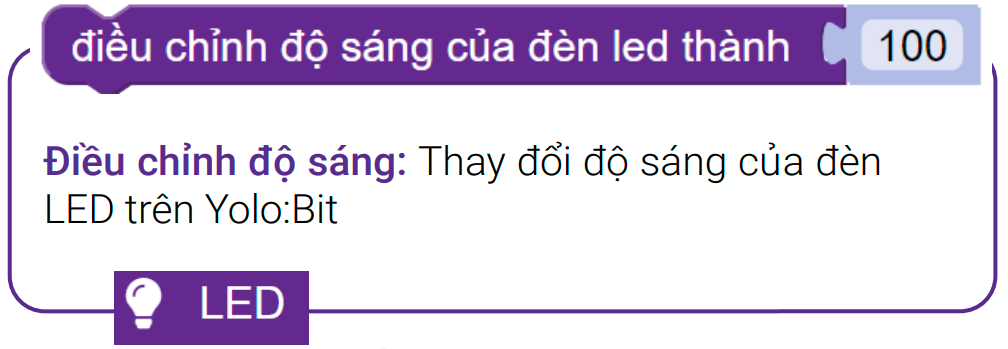 điều chỉnh độ sáng của đèn led thành 100
Điều chỉnh độ sáng: Thay đổi độ sáng của đèn
LED trên Yolo:Bit
LED